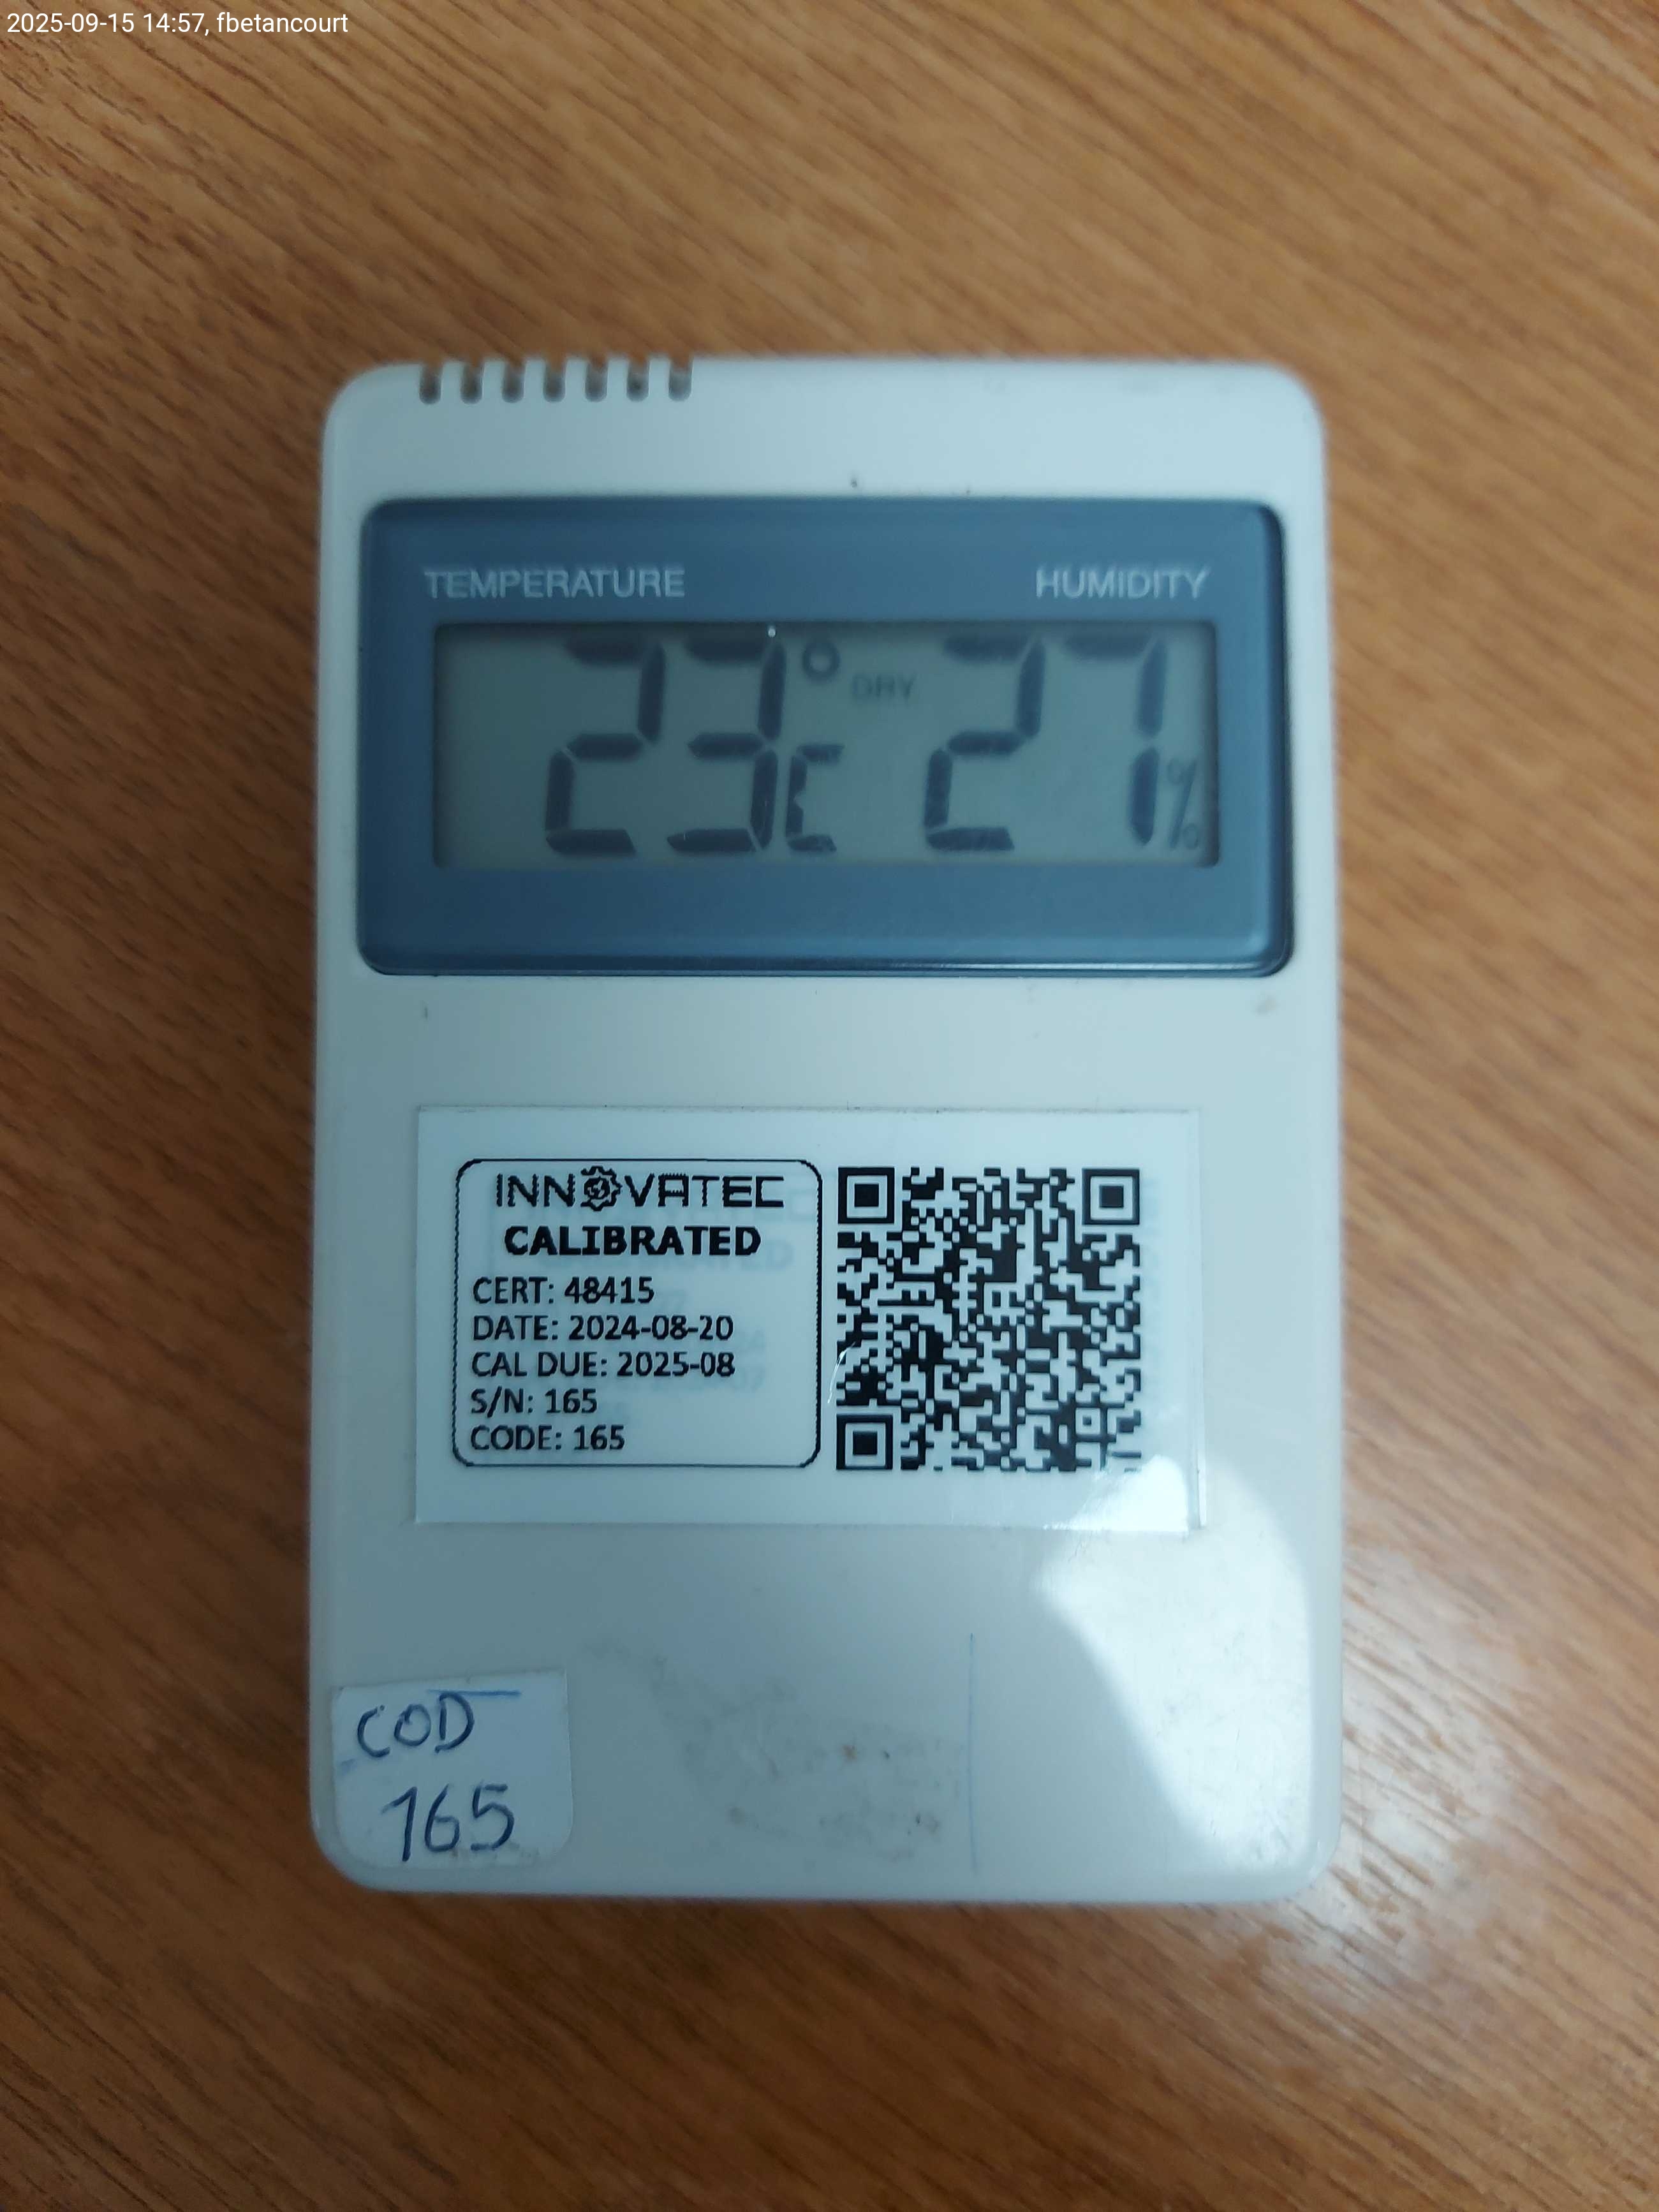 2025-09-15 14:57, fbetancourt
TEMPERATURE HUMIDITY
23°C DRY 27%
INNOVATEC
CALIBRATED
CERT: 48415
DATE: 2024-08-20
CAL DUE: 2025-08
S/N: 165
CODE: 165
COD
165